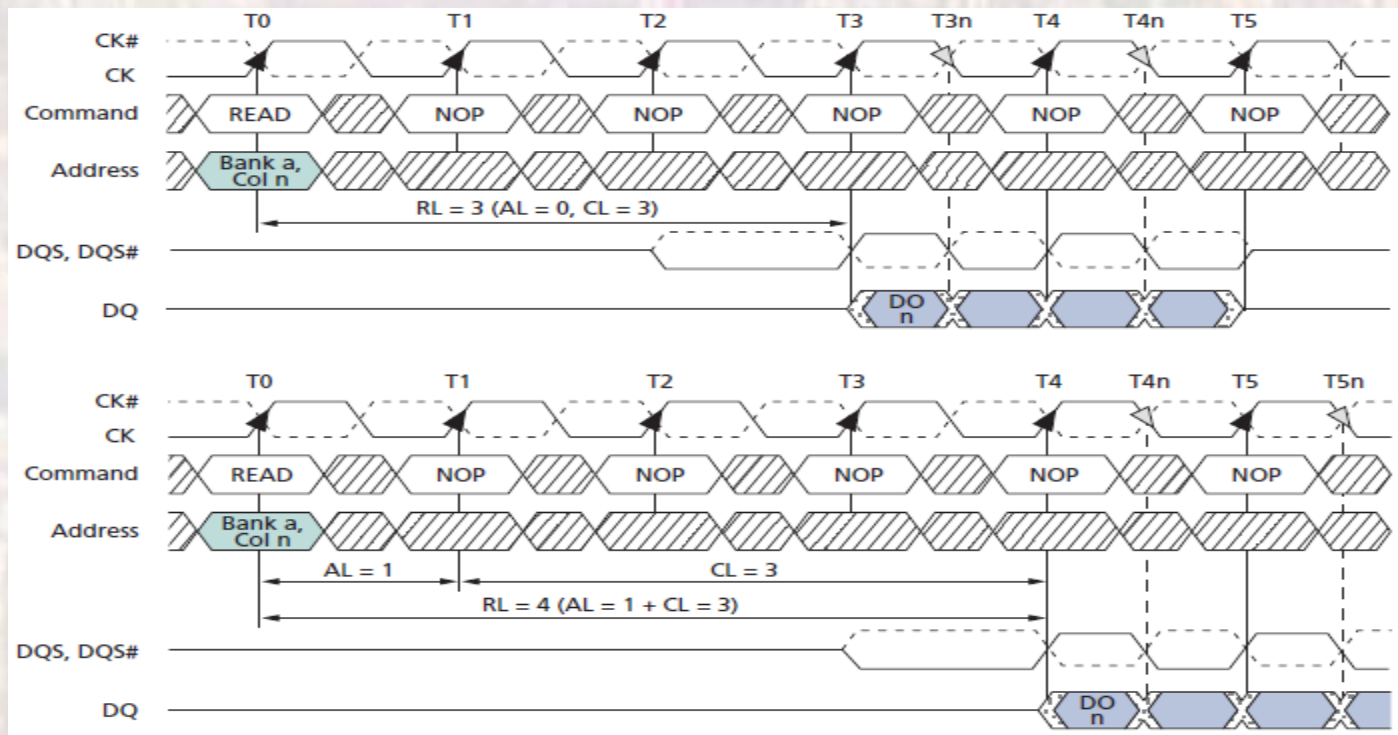 T0 T1 T2 T3 T3n T4 T4n T5
CK#
CK
Command READ NOP NOP NOP NOP NOP
Address Bank a,
Col n
RL = 3 (AL = 0, CL = 3)
DQS, DQS#
DQ DO
n
T0 T1 T2 T3 T4 T4n T5 T5n
CK#
CK
Command READ NOP NOP NOP NOP NOP
Address Bank a,
Col n
AL = 1 CL = 3
RL = 4 (AL = 1 + CL = 3)
DQS, DQS#
DQ DO
n